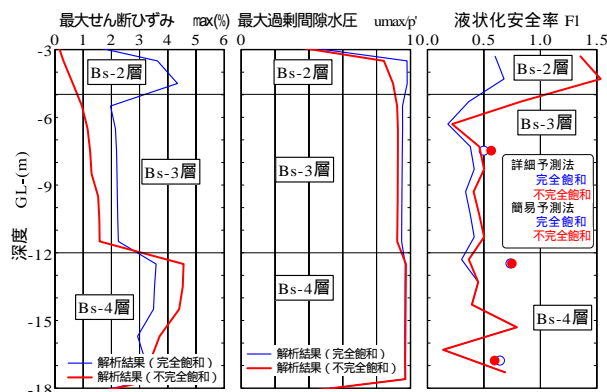 最大せん断ひずみ max(%)
0 2 4 6
最大過剰間隙水圧 umax/p'
0 2 4 6 8 10
液状化安全率 Fl
0.0 0.5 1.0 1.5
深度 GL-(m)
-3
-6
-9
-12
-15
-18
Bs-2層
Bs-3層
Bs-4層
解析結果(完全飽和)
解析結果(不完全飽和)
Bs-2層
Bs-3層
Bs-4層
解析結果(完全飽和)
解析結果(不完全飽和)
Bs-2層
Bs-3層
詳細予測法
完全飽和
不完全飽和
簡易予測法
完全飽和
不完全飽和
Bs-4層